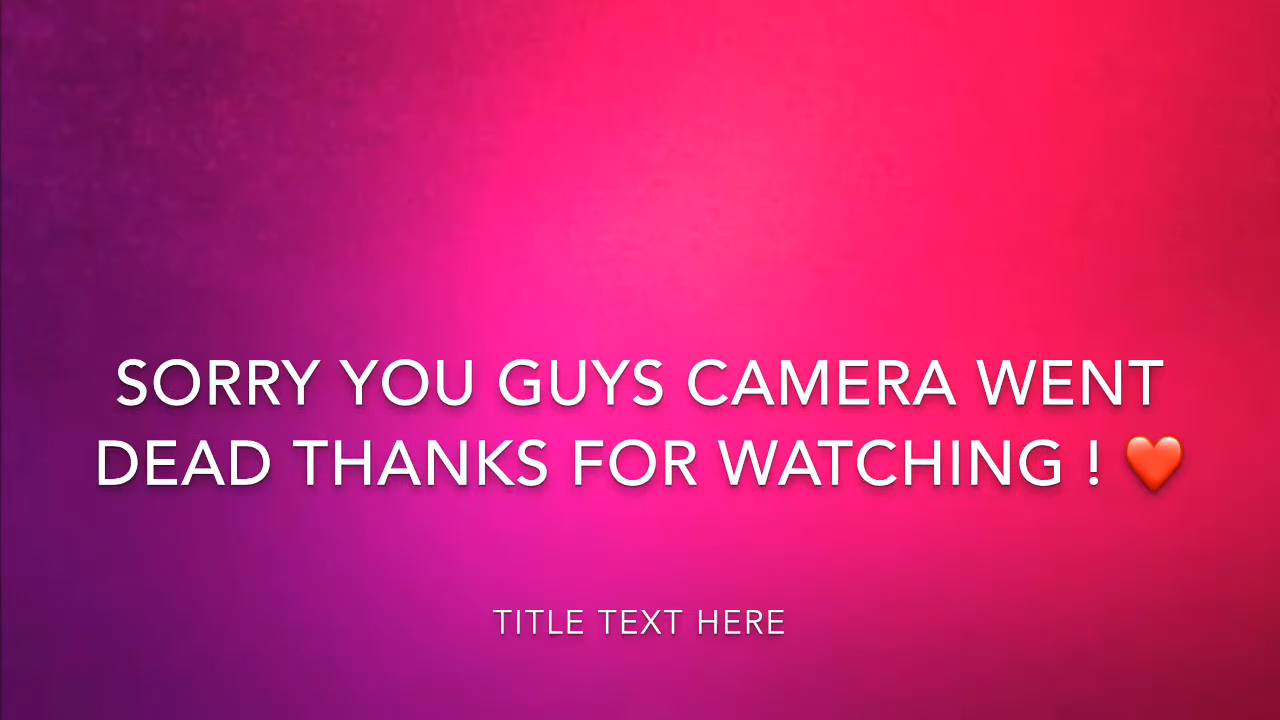 SORRY YOU GUYS CAMERA WENT
DEAD THANKS FOR WATCHING ! ❤️
TITLE TEXT HERE